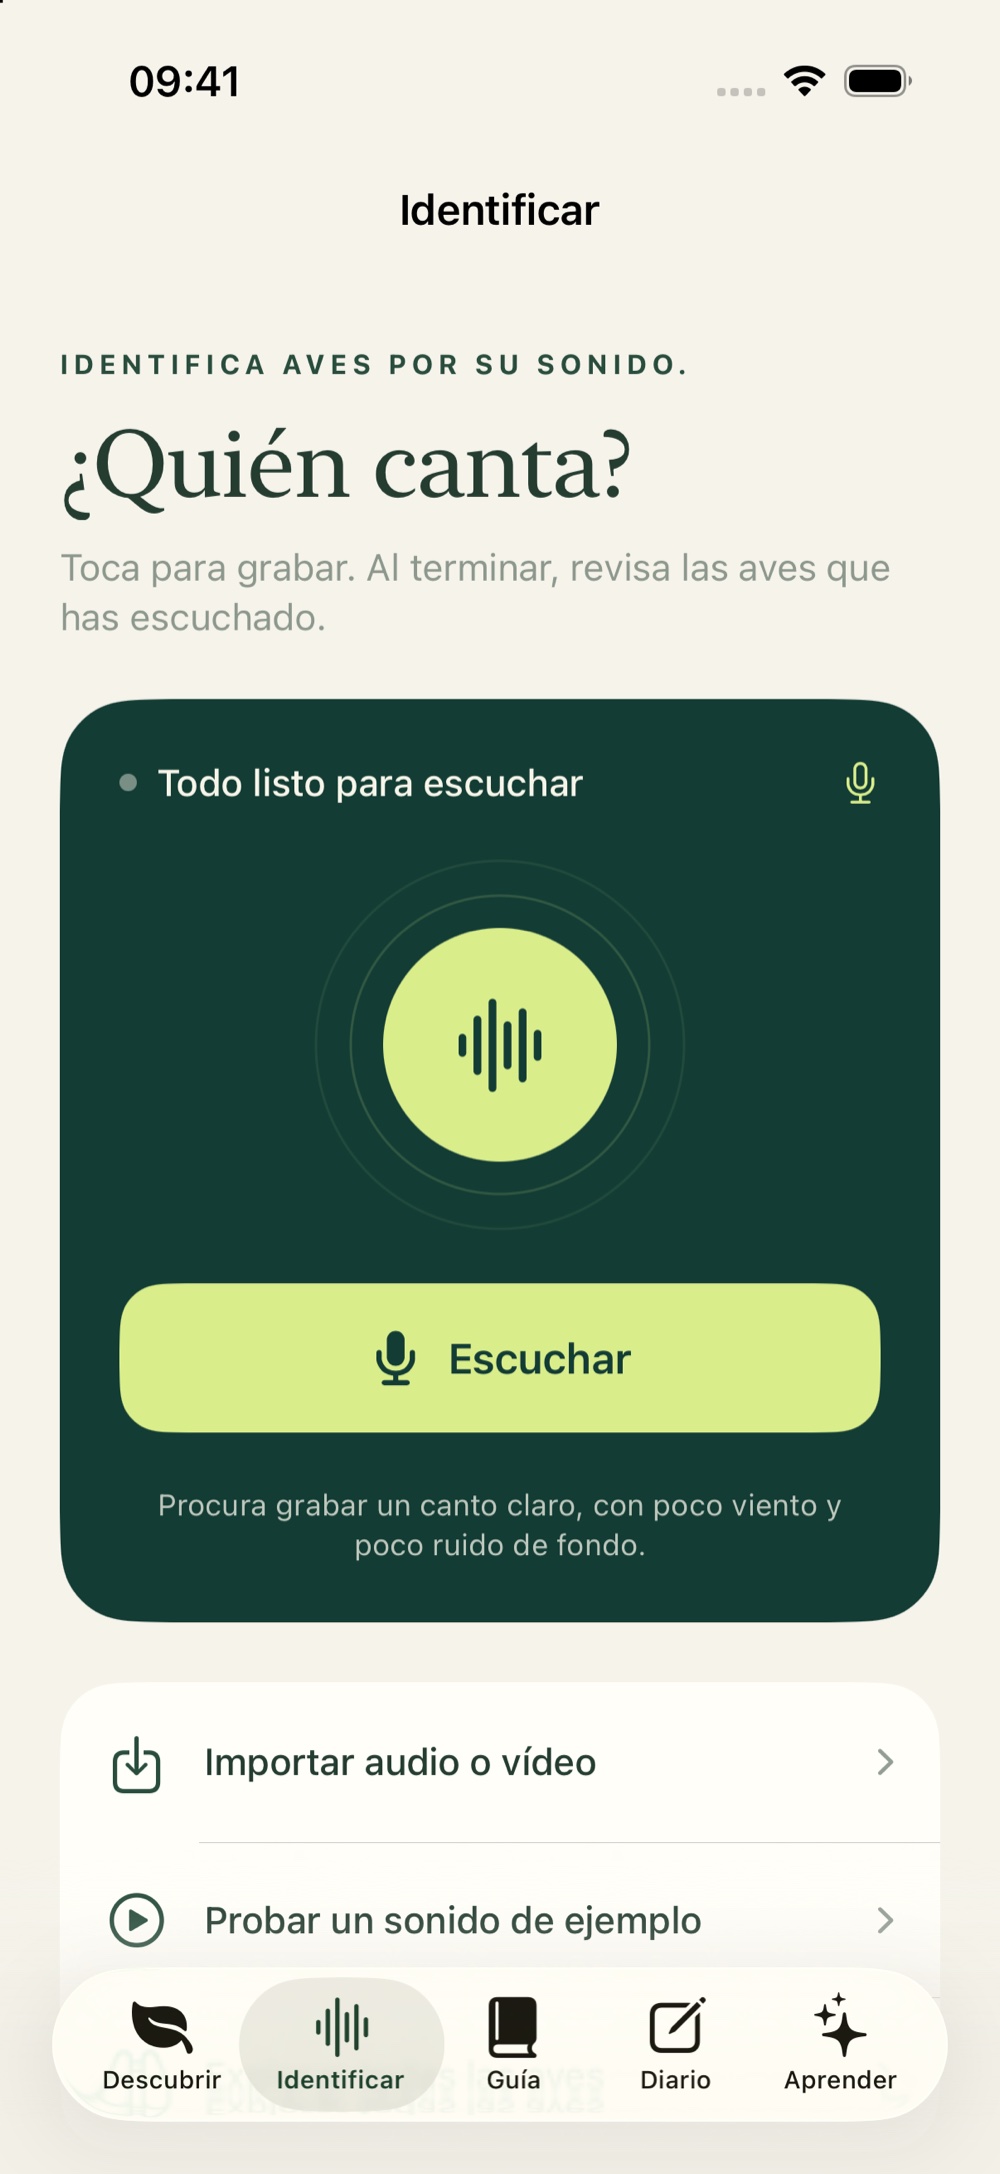 09:41
Identificar
IDENTIFICA AVES POR SU SONIDO.
¿Quién canta?
Toca para grabar. Al terminar, revisa las aves que
has escuchado.
Todo listo para escuchar
Escuchar
Procura grabar un canto claro, con poco viento y
poco ruido de fondo.
Importar audio o vídeo
Probar un sonido de ejemplo
Descubrir
Identificar
Guía
Diario
Aprender